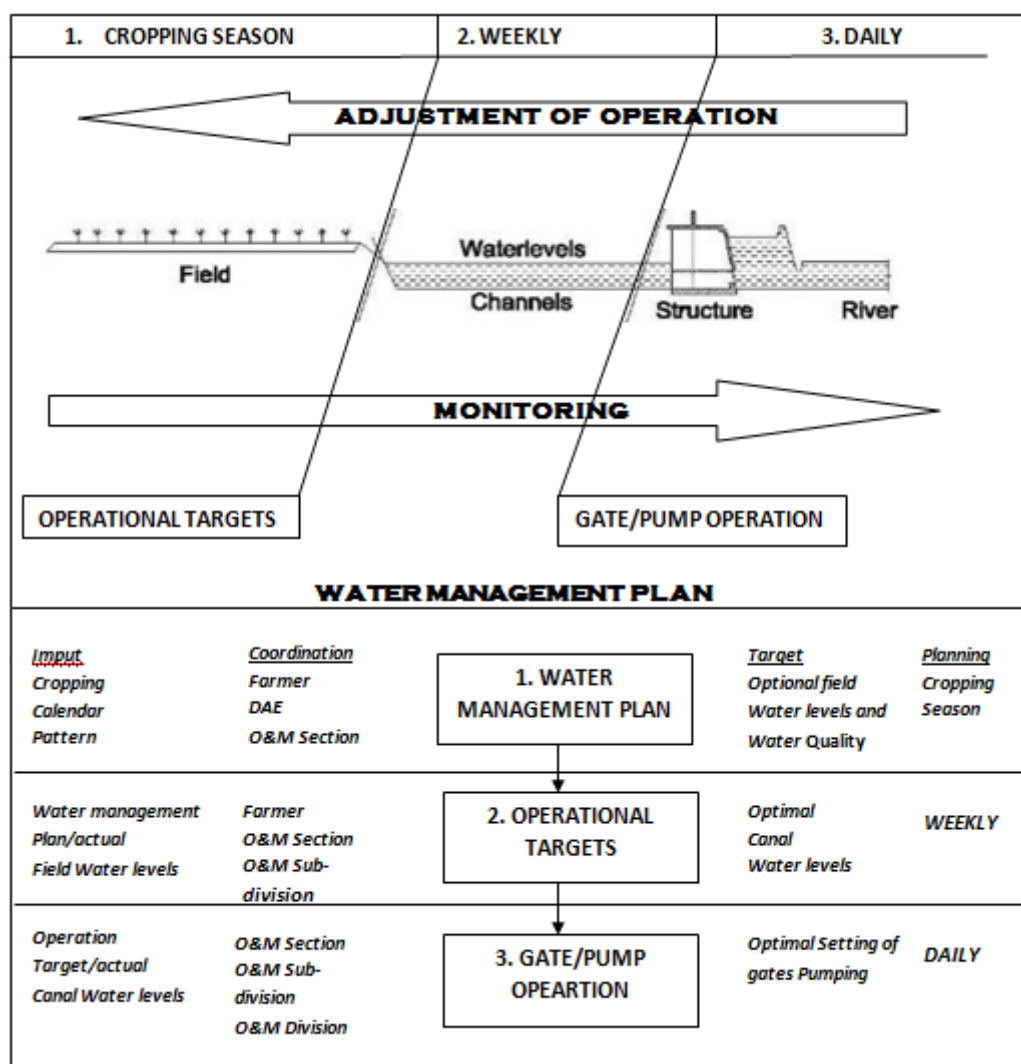 1. CROPPING SEASON
2. WEEKLY
3. DAILY
ADJUSTMENT OF OPERATION
Waterlevels
Field
Channels
Structure
River
MONITORING
OPERATIONAL TARGETS
GATE/PUMP OPERATION
WATER MANAGEMENT PLAN
Imput
Cropping
Calendar
Pattern
Coordination
Farmer
DAE
O&M Section
1. WATER
MANAGEMENT PLAN
Target
Optional field
Water levels and
Water Quality
Planning
Cropping
Season
Water management
Plan/actual
Field Water levels
Farmer
O&M Section
O&M Sub-
division
2. OPERATIONAL
TARGETS
Optimal
Canal
Water levels
WEEKLY
Operation
Target/actual
Canal Water levels
O&M Section
O&M Sub-
division
O&M Division
3. GATE/PUMP
OPEARTION
Optimal Setting of
gates Pumping
DAILY